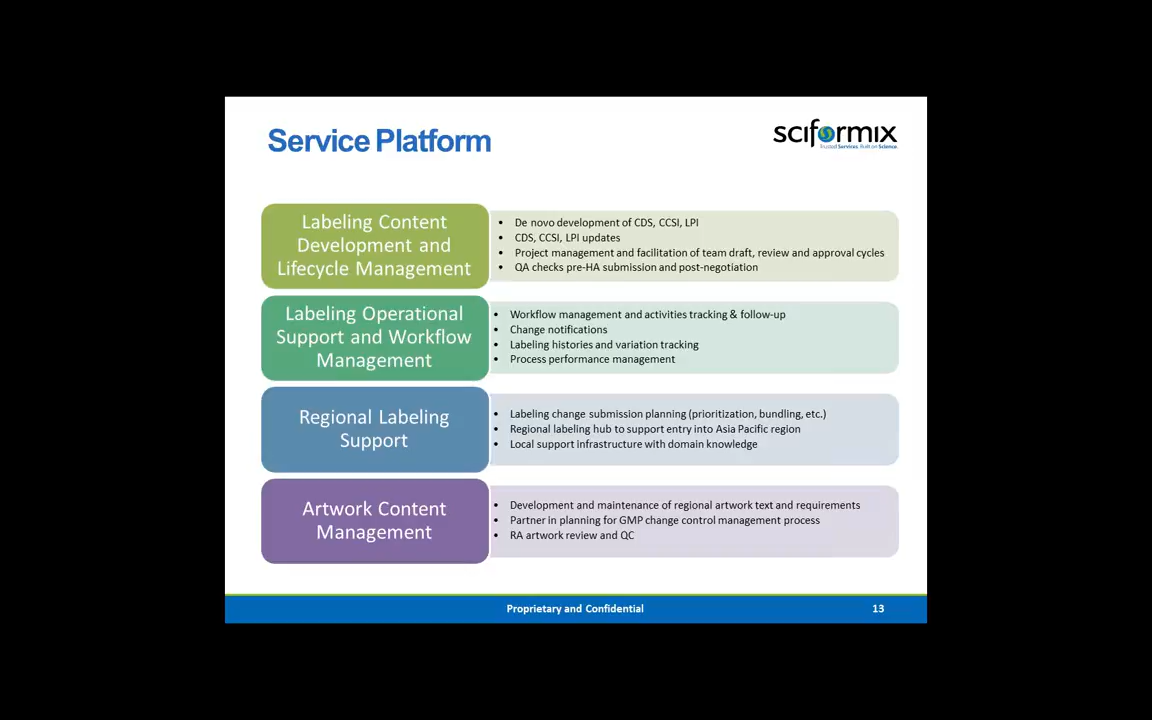 Service Platform
sciformix
Trusted Services. Built on Science.
Labeling Content
Development and
Lifecycle Management
• De novo development of CDS, CCSI, LPI
• CDS, CCSI, LPI updates
• Project management and facilitation of team draft, review and approval cycles
• QA checks pre-HA submission and post-negotiation
Labeling Operational
Support and Workflow
Management
• Workflow management and activities tracking & follow-up
• Change notifications
• Labeling histories and variation tracking
• Process performance management
Regional Labeling
Support
• Labeling change submission planning (prioritization, bundling, etc.)
• Regional labeling hub to support entry into Asia Pacific region
• Local support infrastructure with domain knowledge
Artwork Content
Management
• Development and maintenance of regional artwork text and requirements
• Partner in planning for GMP change control management process
• RA artwork review and QC
Proprietary and Confidential
13